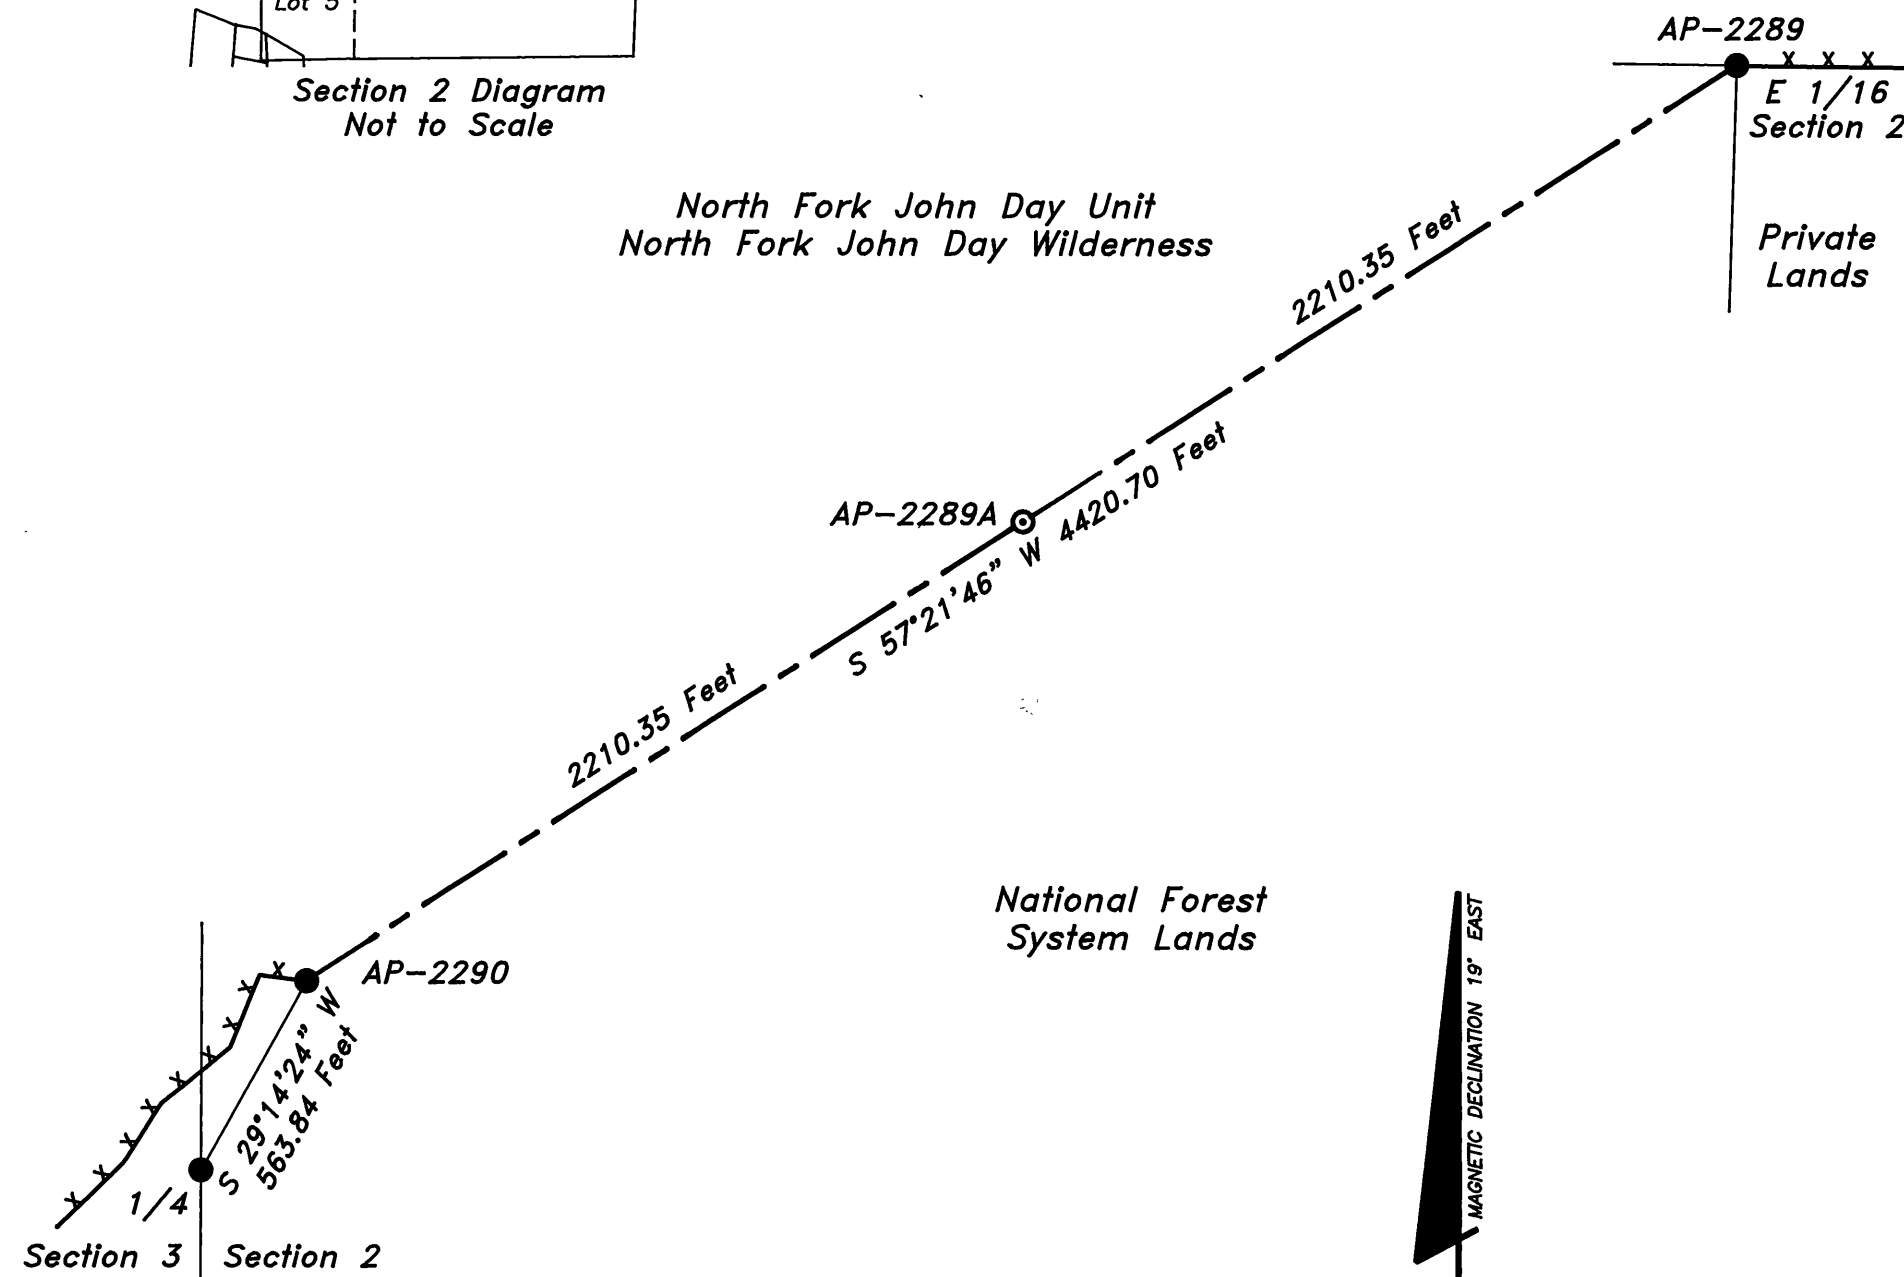 Lot 5
Section 2 Diagram
Not to Scale
AP-2289
E 1/16
Section 2
North Fork John Day Unit
North Fork John Day Wilderness
Private
Lands
2210.35 Feet
AP-2289A
S 57°21'46" W 4420.70 Feet
2210.35 Feet
National Forest
System Lands
MAGNETIC DECLINATION 19° EAST
AP-2290
S 29°14'24" W
563.84 Feet
1/4
Section 3
Section 2